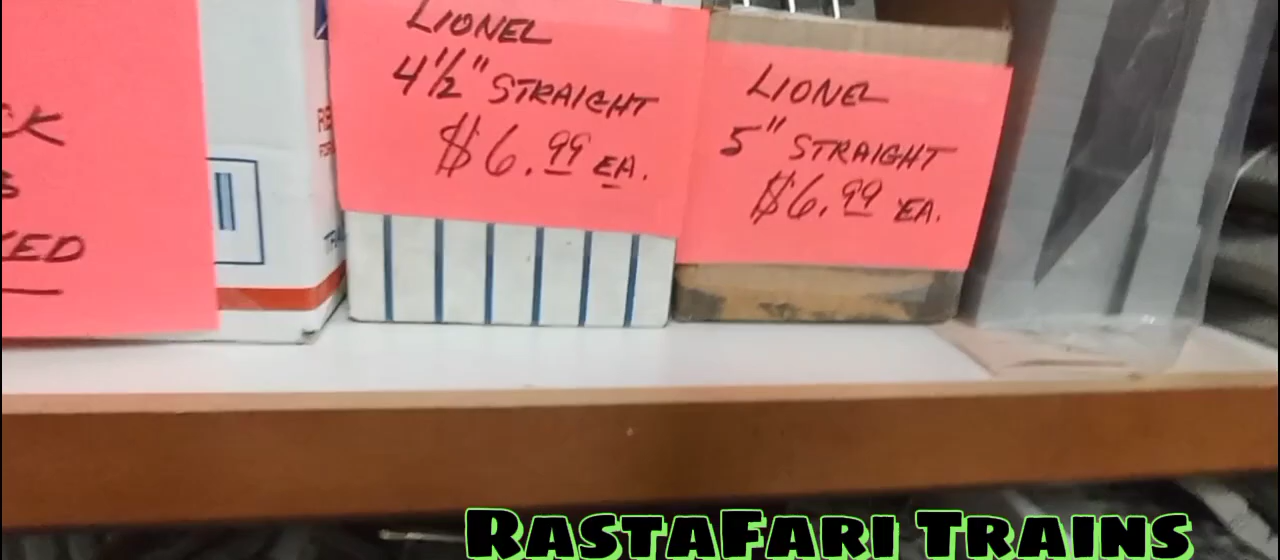 LIONEL
4½" STRAIGHT
$6.99 EA.
LIONEL
5" STRAIGHT
$6.99 EA.
RASTAFARI TRAINS